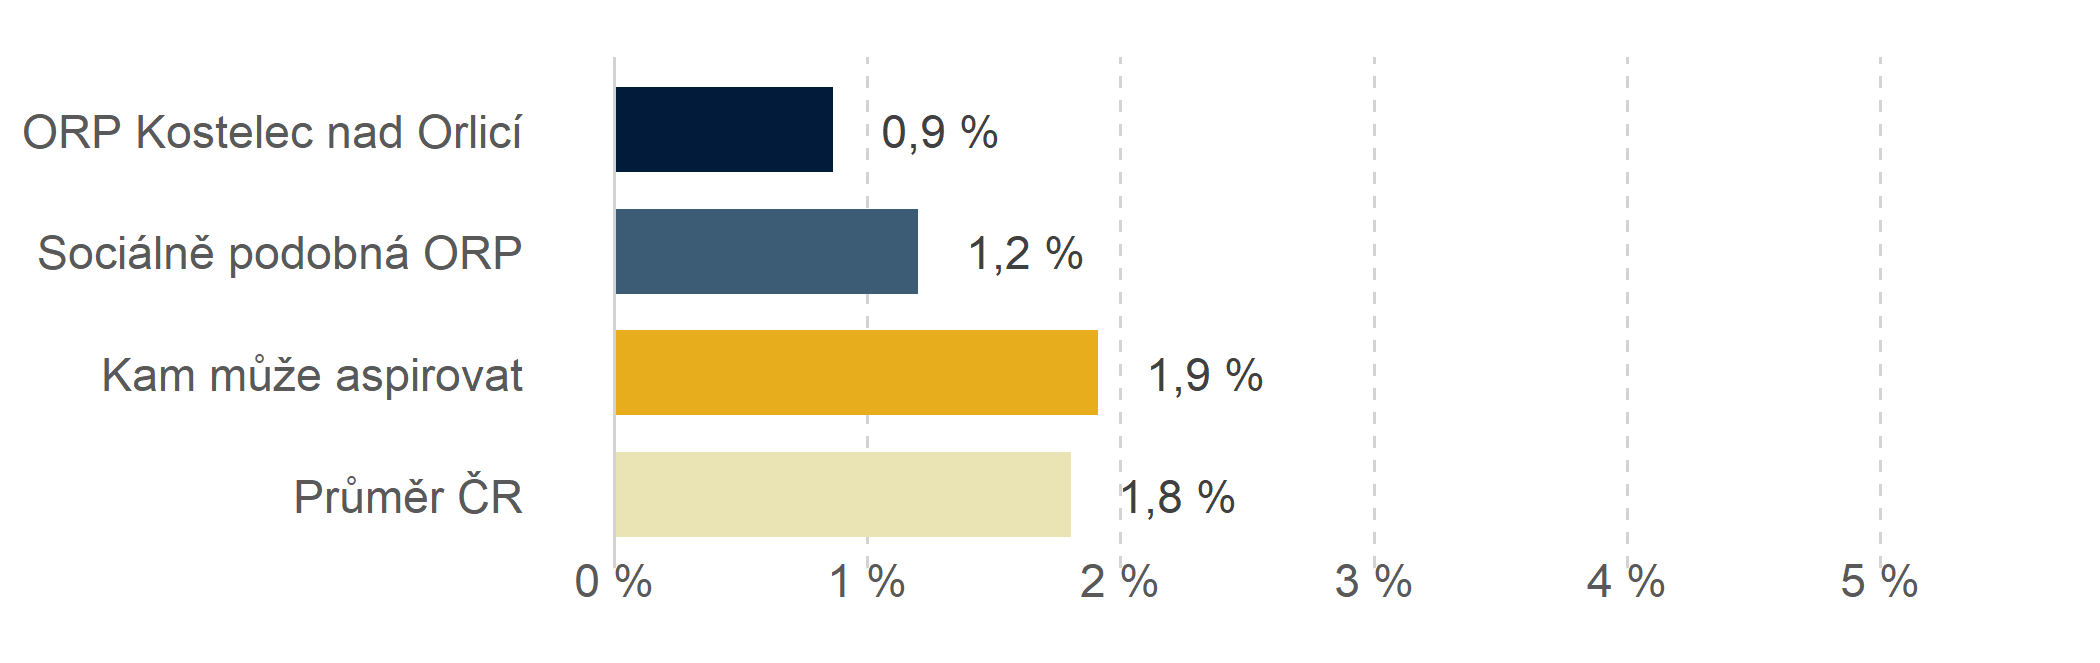 ORP Kostelec nad Orlicí 0,9 %
Sociálně podobná ORP 1,2 %
Kam může aspirovat 1,9 %
Průměr ČR 1,8 %
0 % 1 % 2 % 3 % 4 % 5 %